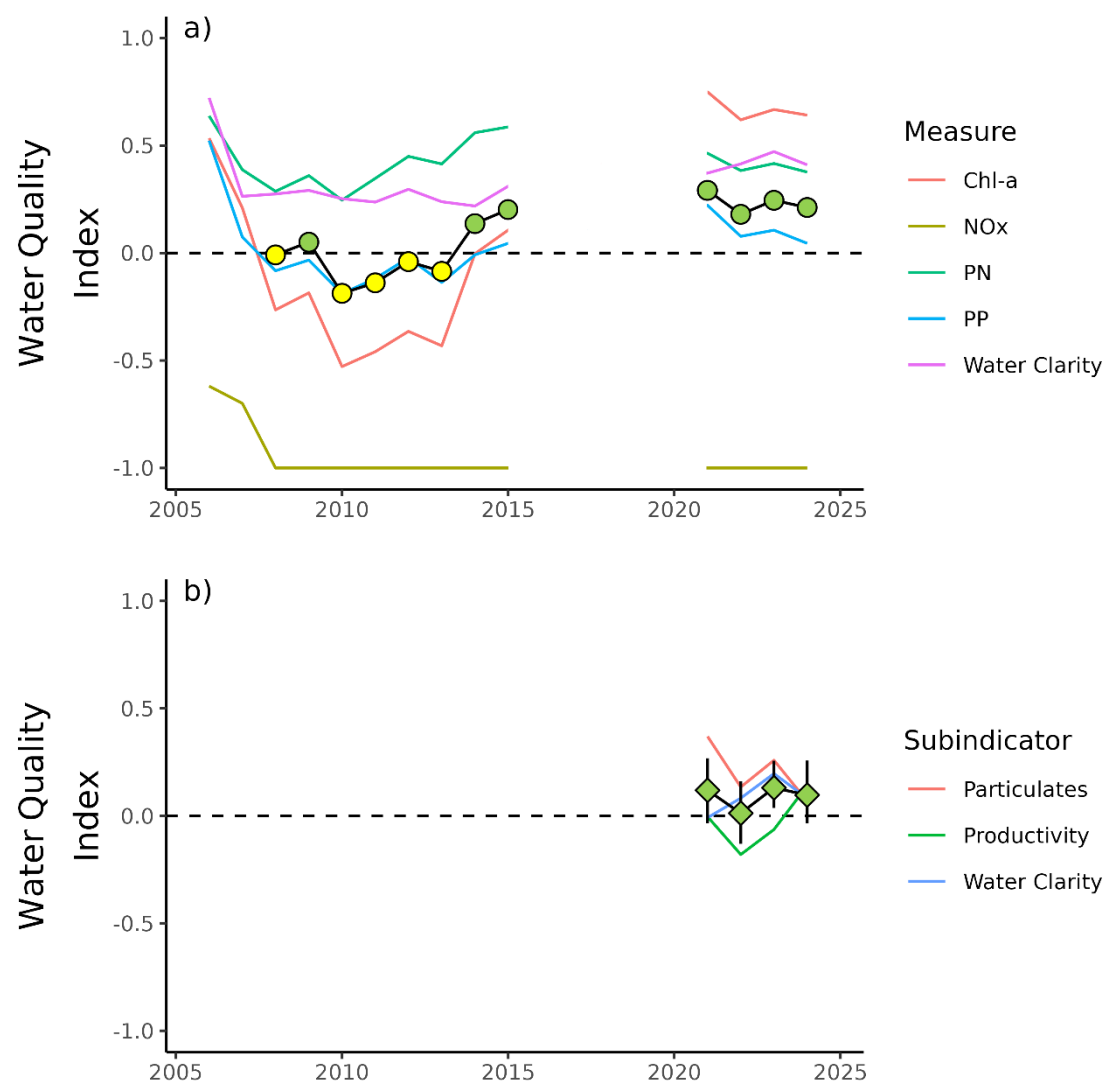 a)
Water Quality
Index
1.0
0.5
0.0
-0.5
-1.0
2005 2010 2015 2020 2025
Measure
Chl-a
NOx
PN
PP
Water Clarity
b)
Water Quality
Index
1.0
0.5
0.0
-0.5
-1.0
2005 2010 2015 2020 2025
Subindicator
Particulates
Productivity
Water Clarity